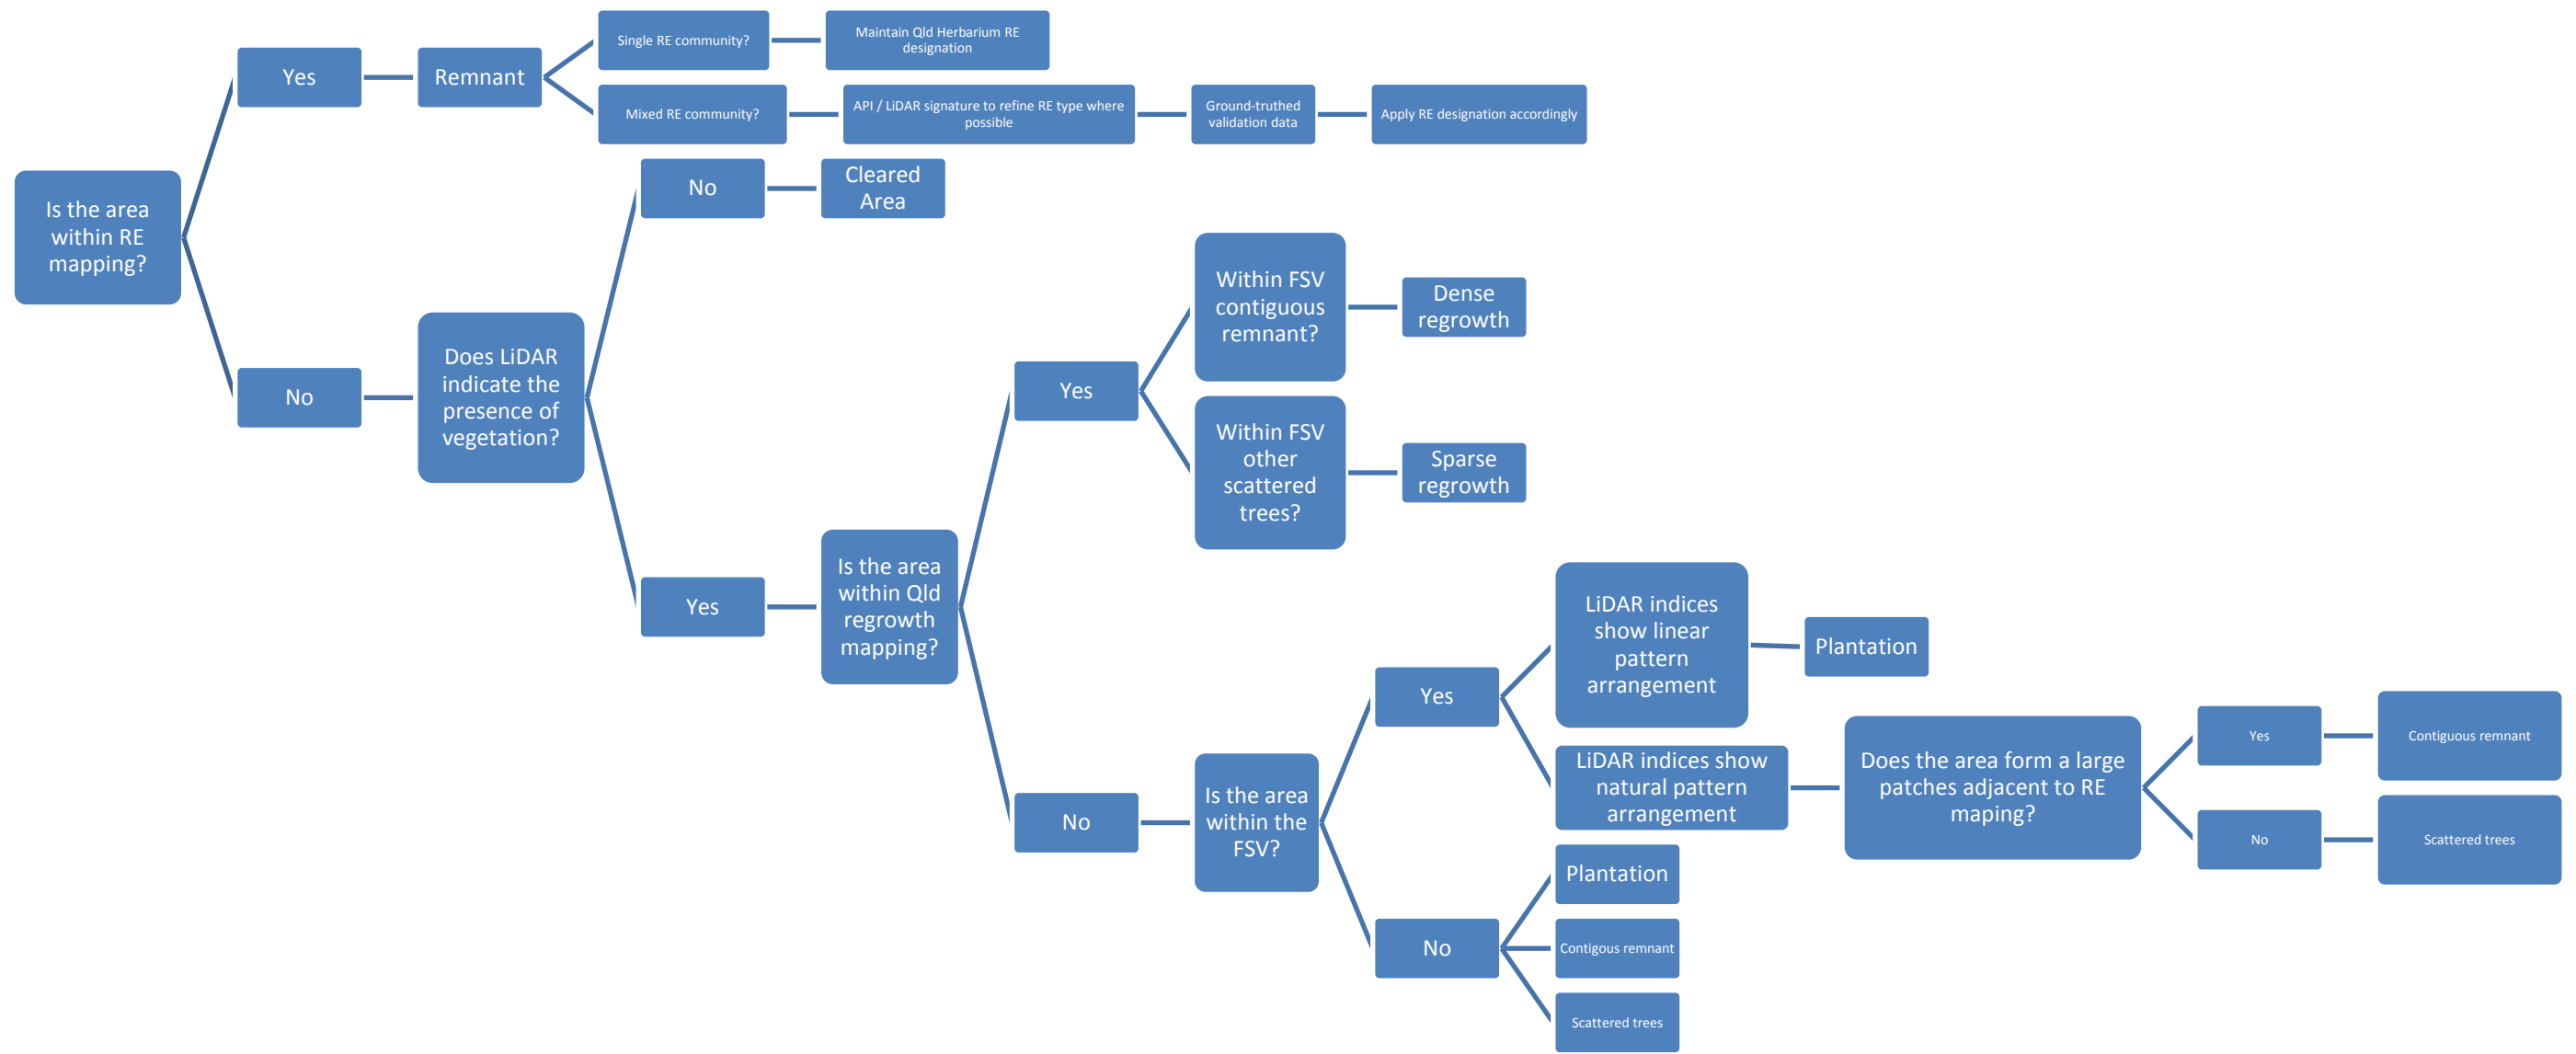 Is the area
within RE
mapping?
Yes
Remnant
Single RE community?
Maintain Qld Herbarium RE
designation
Mixed RE community?
API / LiDAR signature to refine RE type where
possible
Ground-truthed
validation data
Apply RE designation accordingly
No
Does LiDAR
indicate the
presence of
vegetation?
No
Cleared
Area
Yes
Is the area
within Qld
regrowth
mapping?
Yes
Within FSV
contiguous
remnant?
Dense
regrowth
Within FSV
other
scattered
trees?
Sparse
regrowth
No
Is the area
within the
FSV?
Yes
LiDAR indices
show linear
pattern
arrangement
Plantation
LiDAR indices show
natural pattern
arrangement
Does the area form a large
patches adjacent to RE
maping?
Yes
Contiguous remnant
No
Scattered trees
No
Plantation
Contigous remnant
Scattered trees